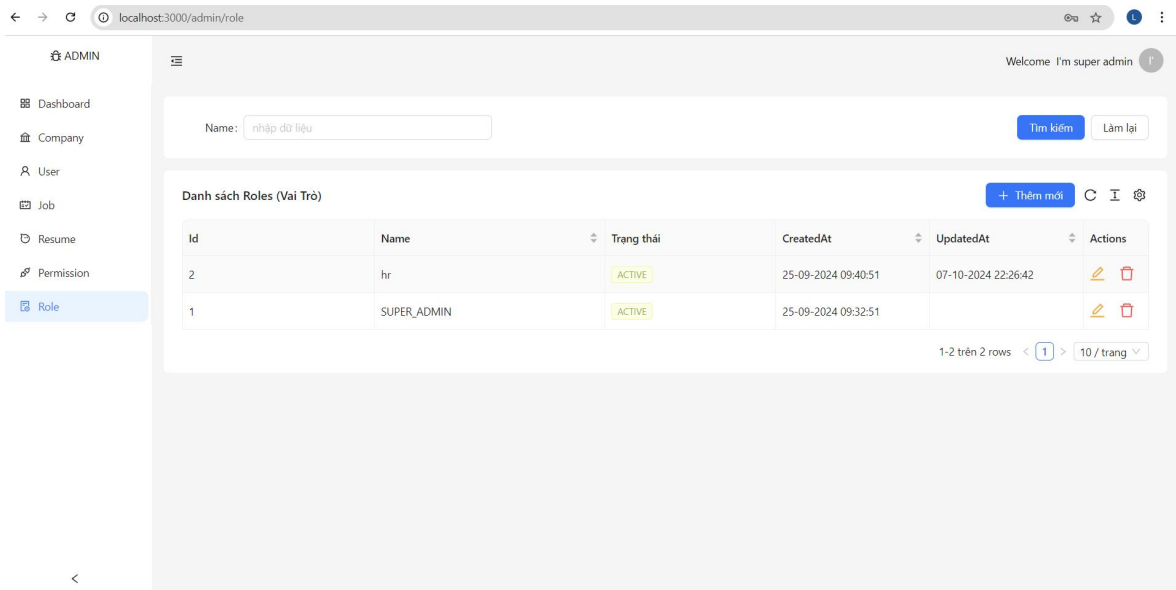 localhost:3000/admin/role
L
ADMIN
Welcome I'm super admin
I'
Dashboard
Company
User
Job
Resume
Permission
Role
Name: nhập dữ liệu
Tìm kiếm
Làm lại
Danh sách Roles (Vai Trò)
+ Thêm mới
Id Name Trạng thái CreatedAt UpdatedAt Actions
2 hr ACTIVE 25-09-2024 09:40:51 07-10-2024 22:26:42
1 SUPER_ADMIN ACTIVE 25-09-2024 09:32:51
1-2 trên 2 rows < 1 > 10 / trang